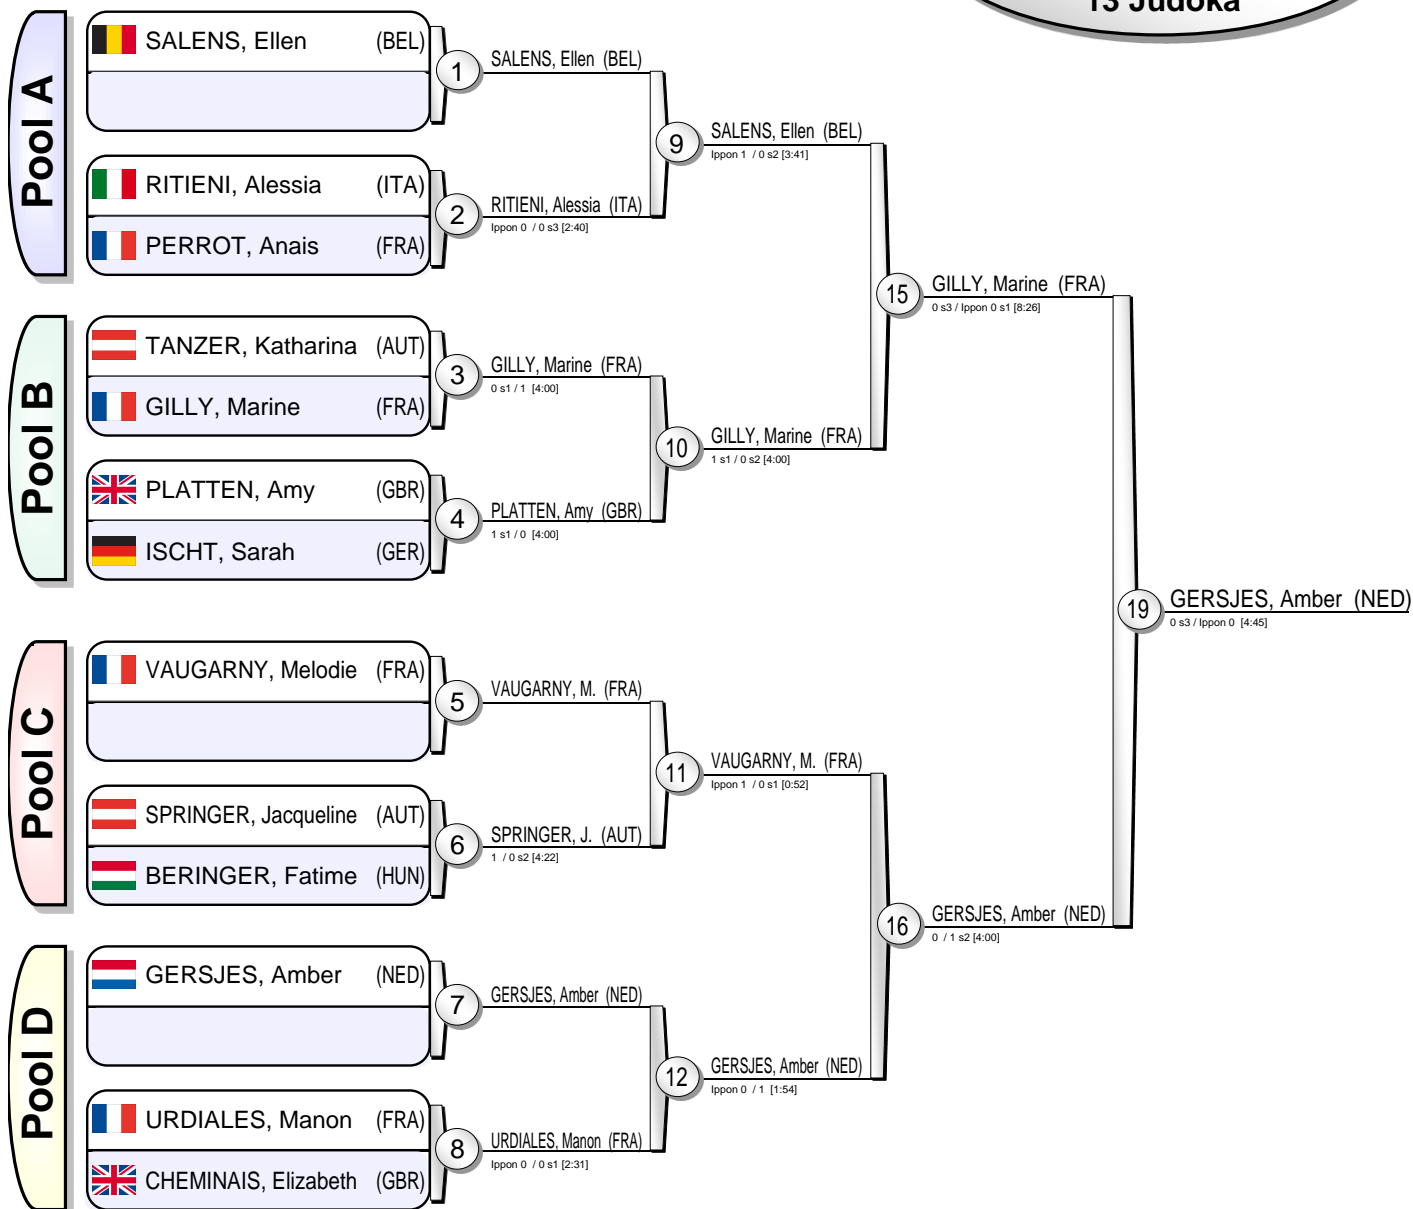 13 Judoka
Pool A
SALENS, Ellen (BEL)
RITIENI, Alessia (ITA)
PERROT, Anais (FRA)
Pool B
TANZER, Katharina (AUT)
GILLY, Marine (FRA)
PLATTEN, Amy (GBR)
ISCHT, Sarah (GER)
Pool C
VAUGARNY, Melodie (FRA)
SPRINGER, Jacqueline (AUT)
BERINGER, Fatime (HUN)
Pool D
GERSJES, Amber (NED)
URDIALES, Manon (FRA)
CHEMINAIS, Elizabeth (GBR)
1
SALENS, Ellen (BEL)
2
RITIENI, Alessia (ITA)
Ippon 0 / 0 s3 [2:40]
3
GILLY, Marine (FRA)
0 s1 / 1 [4:00]
4
PLATTEN, Amy (GBR)
1 s1 / 0 [4:00]
5
VAUGARNY, M. (FRA)
6
SPRINGER, J. (AUT)
1 / 0 s2 [4:22]
7
GERSJES, Amber (NED)
8
URDIALES, Manon (FRA)
Ippon 0 / 0 s1 [2:31]
9
SALENS, Ellen (BEL)
Ippon 1 / 0 s2 [3:41]
10
GILLY, Marine (FRA)
1 s1 / 0 s2 [4:00]
11
VAUGARNY, M. (FRA)
Ippon 1 / 0 s1 [0:52]
12
GERSJES, Amber (NED)
Ippon 0 / 1 [1:54]
15
GILLY, Marine (FRA)
0 s3 / Ippon 0 s1 [8:26]
16
GERSJES, Amber (NED)
0 / 1 s2 [4:00]
19
GERSJES, Amber (NED)
0 s3 / Ippon 0 [4:45]